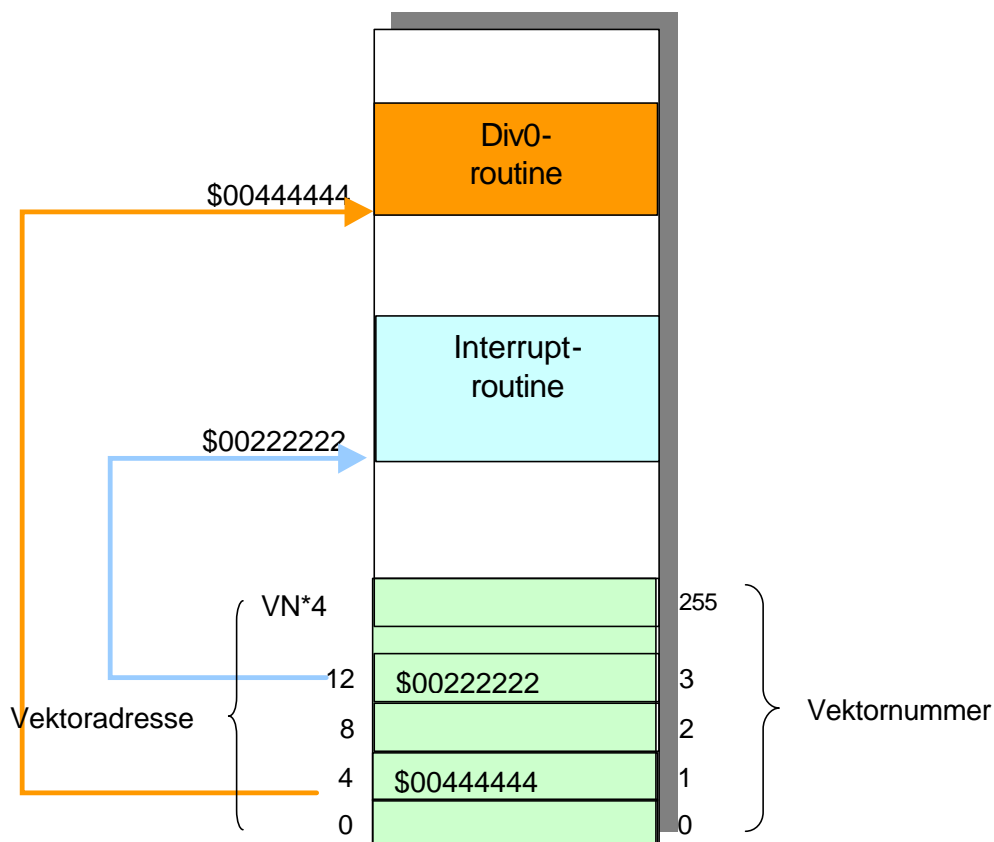 Div0-
routine
$00444444
Interrupt-
routine
$00222222
VN*4
255
12
$00222222
3
Vektoradresse
Vektornummer
8
2
4
$00444444
1
0
0